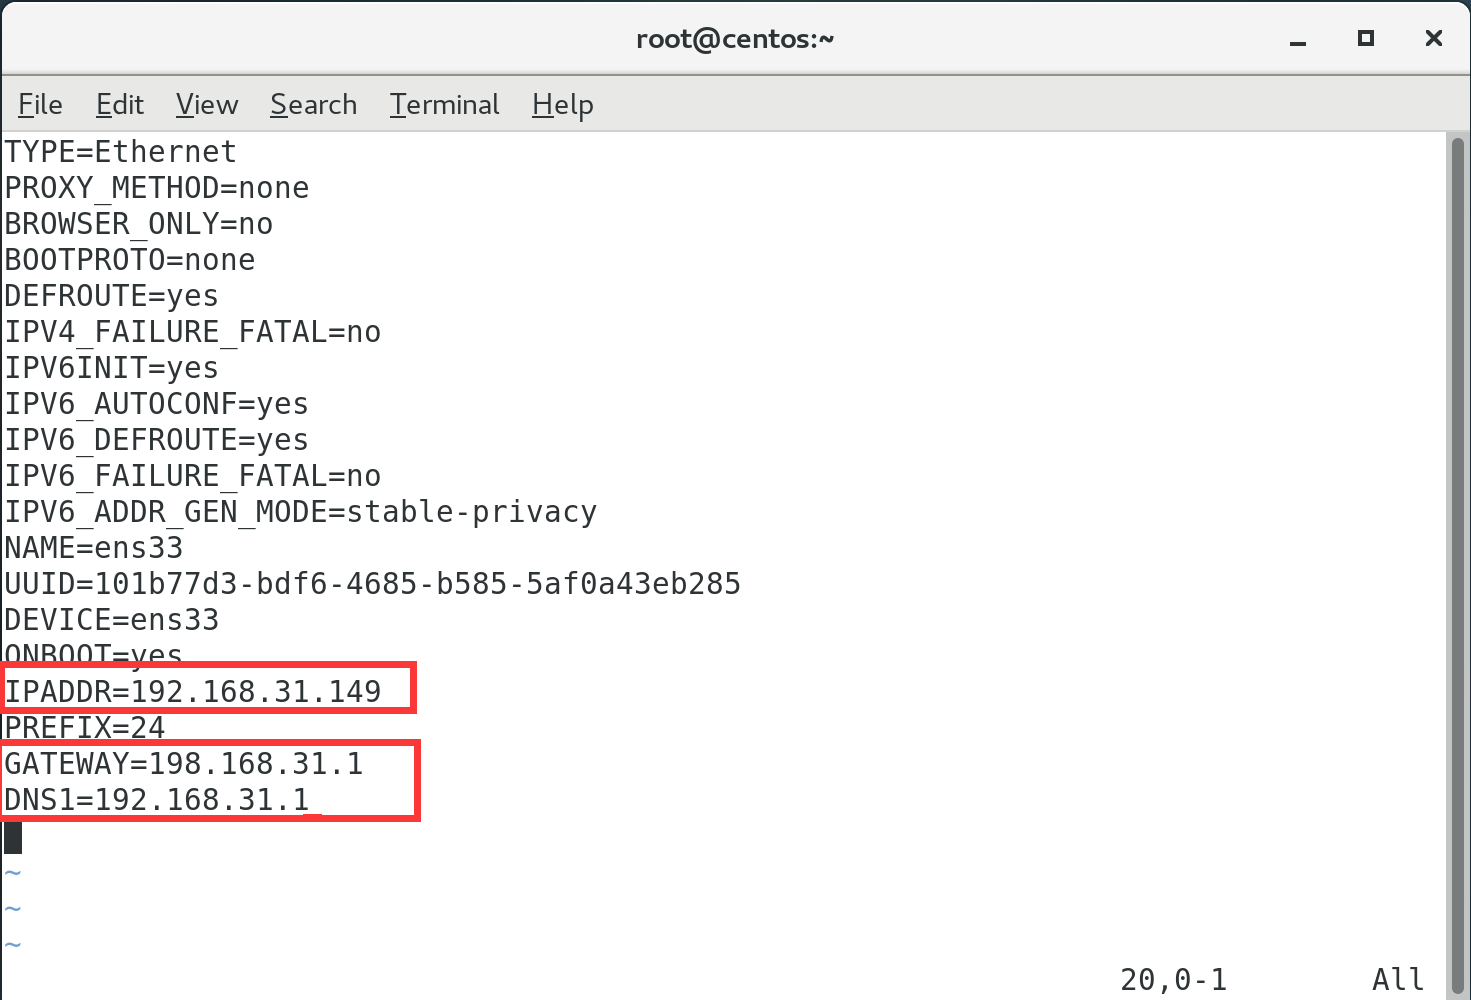 root@centos:~
File Edit View Search Terminal Help
TYPE=Ethernet
PROXY_METHOD=none
BROWSER_ONLY=no
BOOTPROTO=none
DEFROUTE=yes
IPV4_FAILURE_FATAL=no
IPV6INIT=yes
IPV6_AUTOCONF=yes
IPV6_DEFROUTE=yes
IPV6_FAILURE_FATAL=no
IPV6_ADDR_GEN_MODE=stable-privacy
NAME=ens33
UUID=101b77d3-bdf6-4685-b585-5af0a43eb285
DEVICE=ens33
ONBOOT=yes
IPADDR=192.168.31.149
PREFIX=24
GATEWAY=198.168.31.1
DNS1=192.168.31.1
~
~
~
20,0-1 All